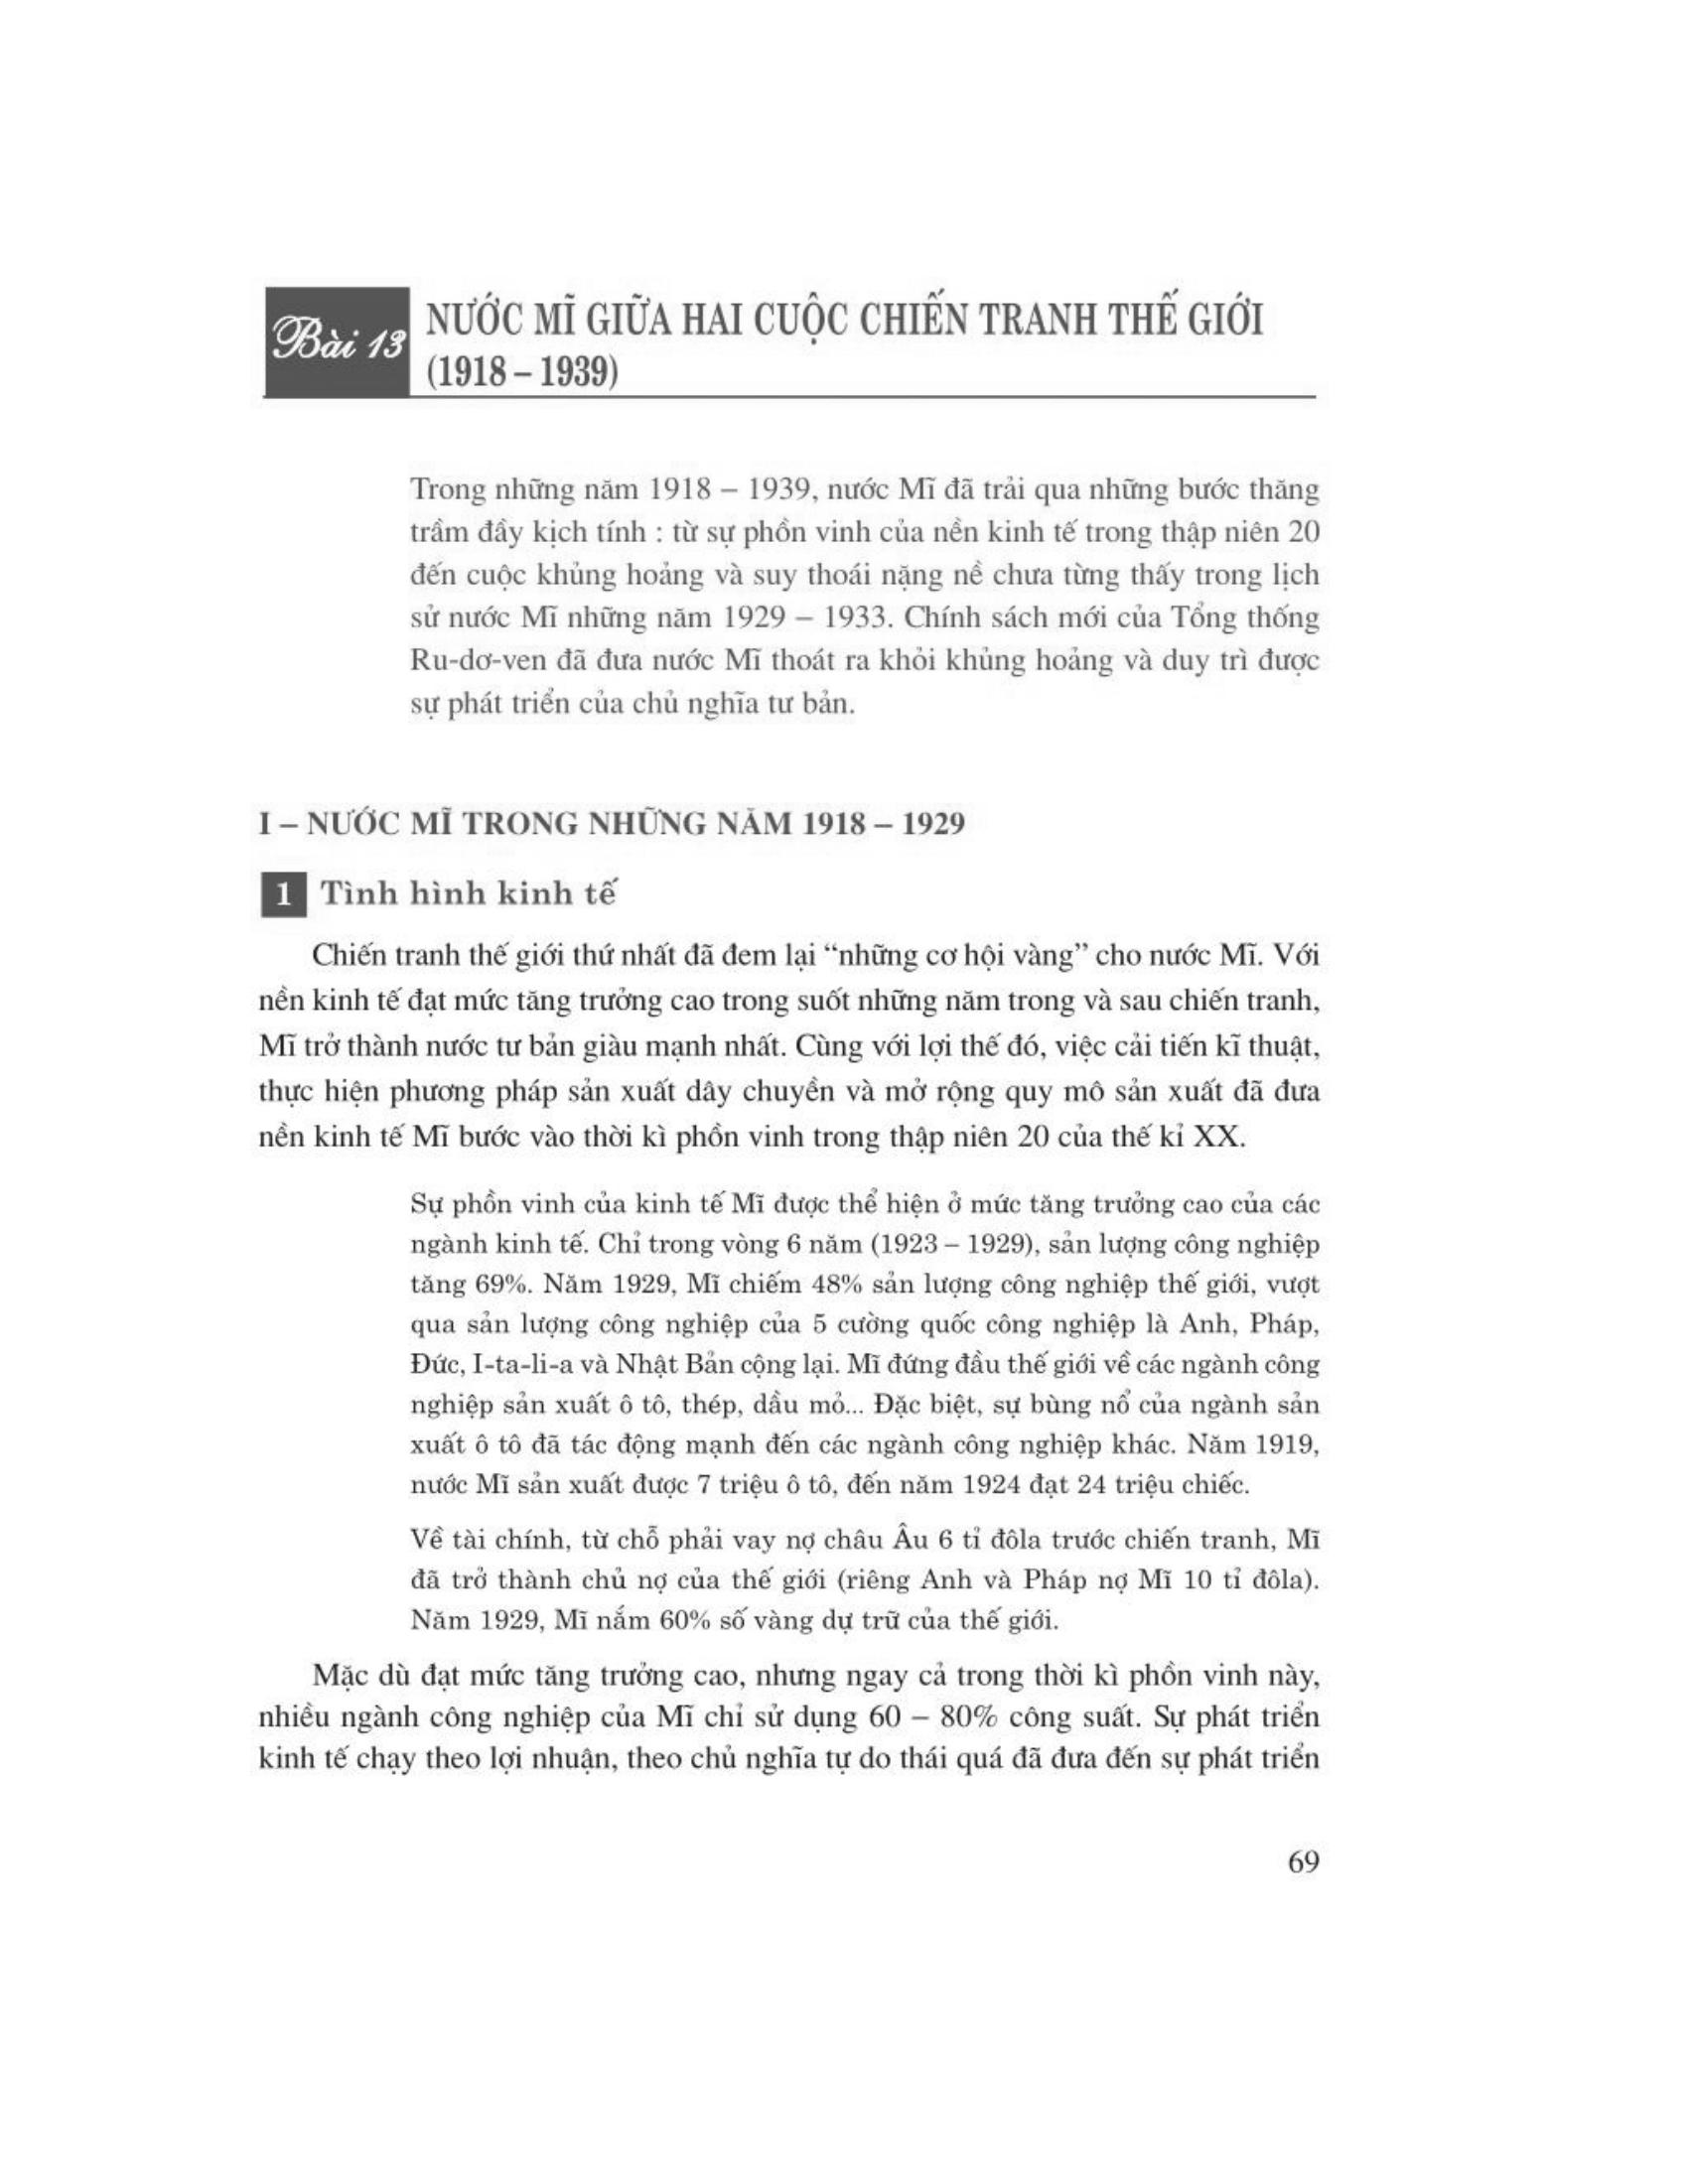 Bài 13
NƯỚC MĨ GIỮA HAI CUỘC CHIẾN TRANH THẾ GIỚI
(1918 – 1939)
Trong những năm 1918 – 1939, nước Mĩ đã trải qua những bước thăng
trầm đầy kịch tính : từ sự phồn vinh của nền kinh tế trong thập niên 20
đến cuộc khủng hoảng và suy thoái nặng nề chưa từng thấy trong lịch
sử nước Mĩ những năm 1929 – 1933. Chính sách mới của Tổng thống
Ru-dơ-ven đã đưa nước Mĩ thoát ra khỏi khủng hoảng và duy trì được
sự phát triển của chủ nghĩa tư bản.
I – NƯỚC MĨ TRONG NHỮNG NĂM 1918 – 1929
1 Tình hình kinh tế
Chiến tranh thế giới thứ nhất đã đem lại “những cơ hội vàng” cho nước Mĩ. Với
nền kinh tế đạt mức tăng trưởng cao trong suốt những năm trong và sau chiến tranh,
Mĩ trở thành nước tư bản giàu mạnh nhất. Cùng với lợi thế đó, việc cải tiến kĩ thuật,
thực hiện phương pháp sản xuất dây chuyền và mở rộng quy mô sản xuất đã đưa
nền kinh tế Mĩ bước vào thời kì phồn vinh trong thập niên 20 của thế kỉ XX.
Sự phồn vinh của kinh tế Mĩ được thể hiện ở mức tăng trưởng cao của các
ngành kinh tế. Chỉ trong vòng 6 năm (1923 – 1929), sản lượng công nghiệp
tăng 69%. Năm 1929, Mĩ chiếm 48% sản lượng công nghiệp thế giới, vượt
qua sản lượng công nghiệp của 5 cường quốc công nghiệp là Anh, Pháp,
Đức, I-ta-li-a và Nhật Bản cộng lại. Mĩ đứng đầu thế giới về các ngành công
nghiệp sản xuất ô tô, thép, dầu mỏ... Đặc biệt, sự bùng nổ của ngành sản
xuất ô tô đã tác động mạnh đến các ngành công nghiệp khác. Năm 1919,
nước Mĩ sản xuất được 7 triệu ô tô, đến năm 1924 đạt 24 triệu chiếc.
Về tài chính, từ chỗ phải vay nợ châu Âu 6 tỉ đôla trước chiến tranh, Mĩ
đã trở thành chủ nợ của thế giới (riêng Anh và Pháp nợ Mĩ 10 tỉ đôla).
Năm 1929, Mĩ nắm 60% số vàng dự trữ của thế giới.
Mặc dù đạt mức tăng trưởng cao, nhưng ngay cả trong thời kì phồn vinh này,
nhiều ngành công nghiệp của Mĩ chỉ sử dụng 60 – 80% công suất. Sự phát triển
kinh tế chạy theo lợi nhuận, theo chủ nghĩa tự do thái quá đã đưa đến sự phát triển
69